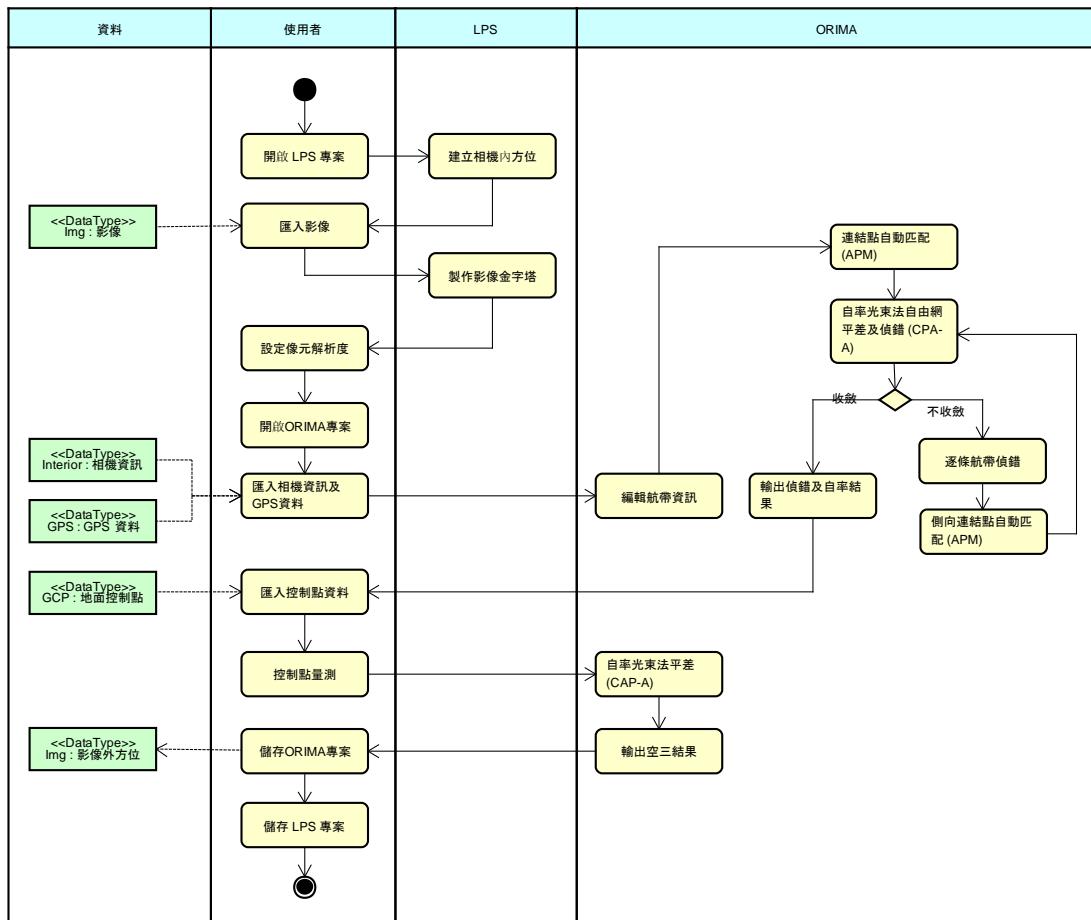 資料
使用者
LPS
ORIMA
開啟 LPS 專案
建立相機內方位
<<DataType>>
Img : 影像
匯入影像
連結點自動匹配
(APM)
製作影像金字塔
自率光束法自由網
平差及偵錯 (CPA-
A)
設定像元解析度
收斂
不收斂
開啟ORIMA專案
<<DataType>>
Interior : 相機資訊
逐條航帶偵錯
匯入相機資訊及
GPS資料
編輯航帶資訊
輸出偵錯及自率結
果
<<DataType>>
GPS : GPS 資料
側向連結點自動匹
配 (APM)
<<DataType>>
GCP : 地面控制點
匯入控制點資料
控制點量測
自率光束法平差
(CAP-A)
<<DataType>>
Img : 影像外方位
儲存ORIMA專案
輸出空三結果
儲存 LPS 專案